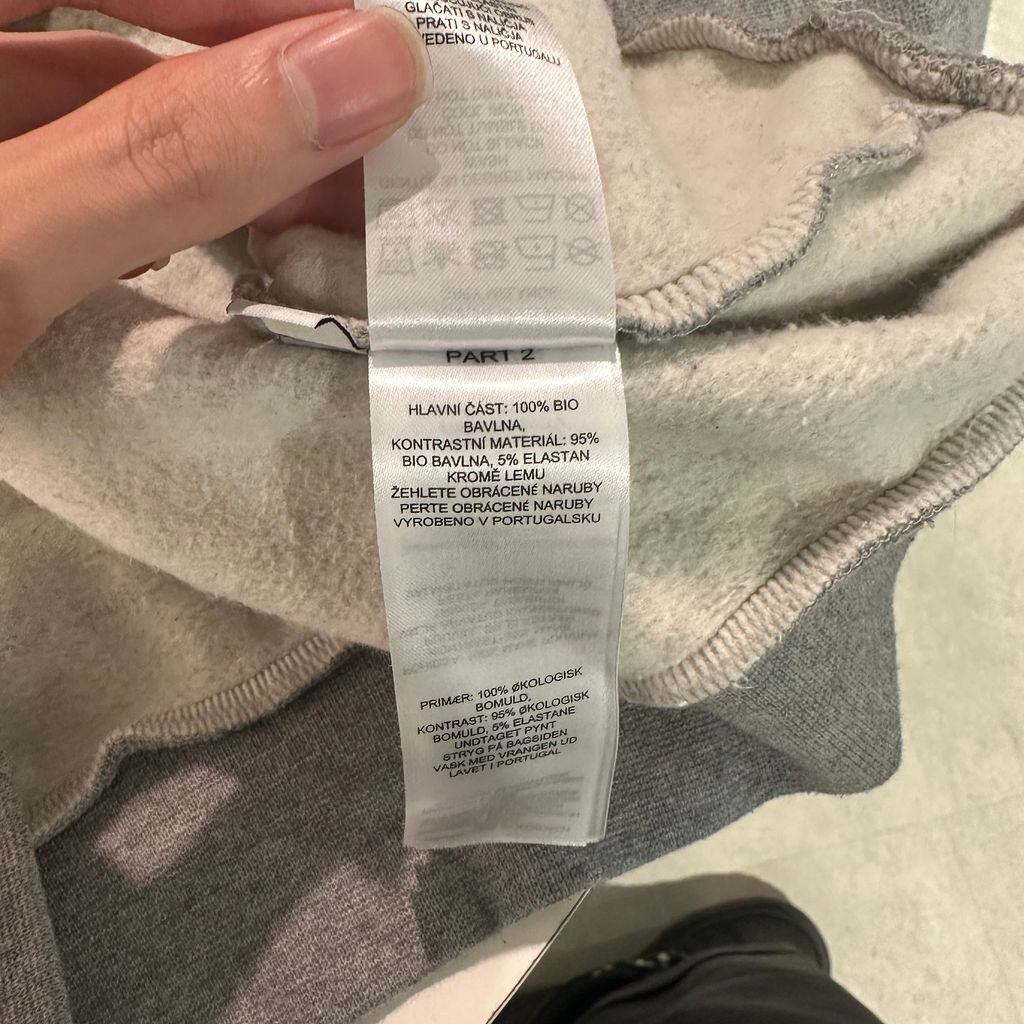 GLAČATI S NALIČJA
PRATI S NALIČJA
VEDENO U PORTUGALU
PART 2
HLAVNÍ ČÁST: 100% BIO
BAVLNA,
KONTRASTNÍ MATERIÁL: 95%
BIO BAVLNA, 5% ELASTAN
KROMĚ LEMU
ŽEHLETE OBRÁCENÉ NARUBY
PERTE OBRÁCENÉ NARUBY
VYROBENO V PORTUGALSKU
PRIMÆR: 100% ØKOLOGISK
BOMULD,
KONTRAST: 95% ØKOLOGISK
BOMULD, 5% ELASTANE
UNDTAGET PYNT
STRYG PÅ BAGSIDEN
VASK MED VRANGEN UD
LAVET I PORTUGAL